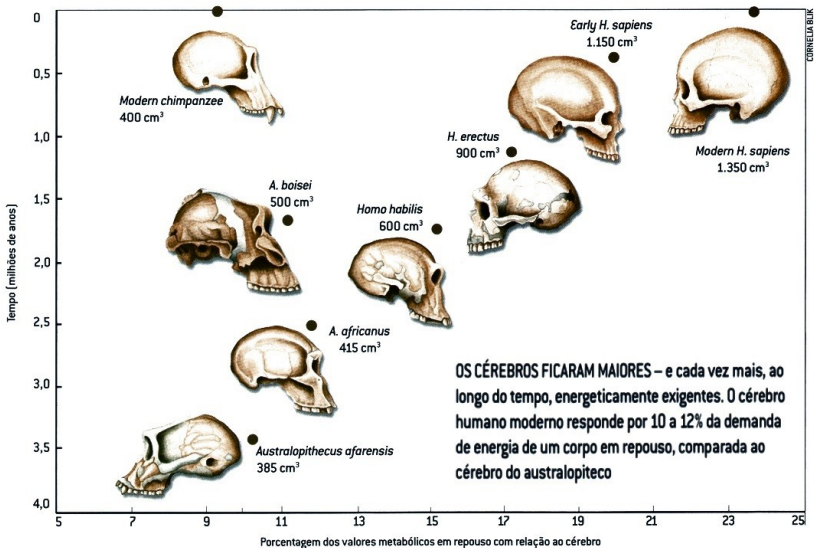 CORNELIA BLIK
Early H. sapiens
1.150 cm³
Modern chimpanzee
400 cm³
H. erectus
900 cm³
Modern H. sapiens
1.350 cm³
A. boisei
500 cm³
Homo habilis
600 cm³
A. africanus
415 cm³
Australopithecus afarensis
385 cm³
OS CÉREBROS FICARAM MAIORES – e cada vez mais, ao
longo do tempo, energeticamente exigentes. O cérebro
humano moderno responde por 10 a 12% da demanda
de energia de um corpo em repouso, comparada ao
cérebro do australopiteco
Tempo (milhões de anos)
0
0,5
1,0
1,5
2,0
2,5
3,0
3,5
4,0
5 7 9 11 13 15 17 19 21 23 25
Porcentagem dos valores metabólicos em repouso com relação ao cérebro